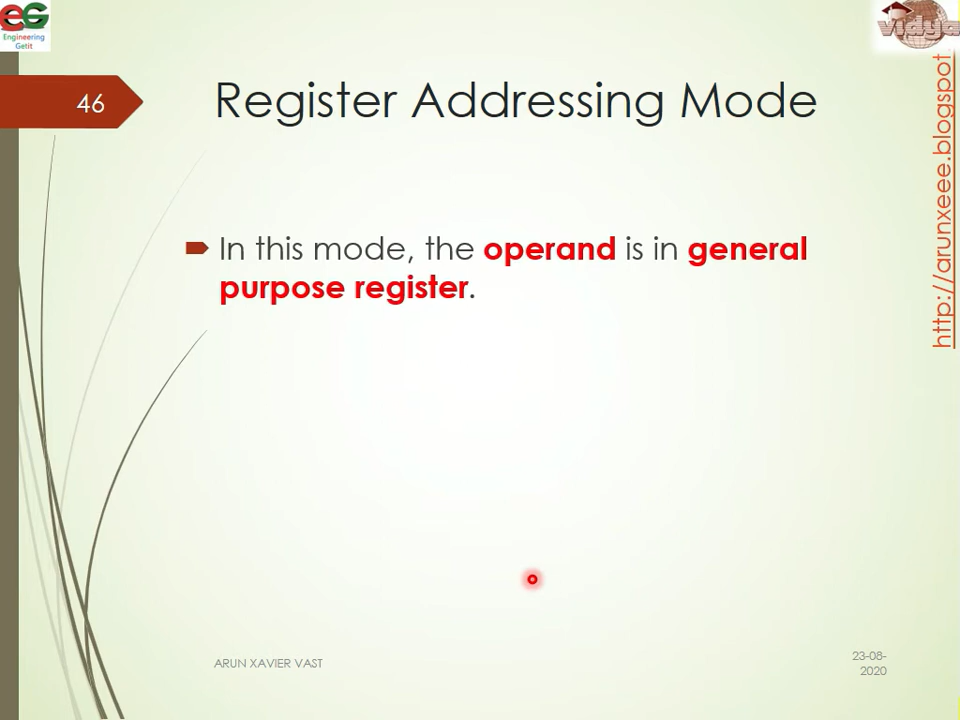 EG
Engineering
Getit
vidya
46
Register Addressing Mode
In this mode, the operand is in general
purpose register.
http://arunxeee.blogspot.
ARUN XAVIER VAST
23-08-
2020